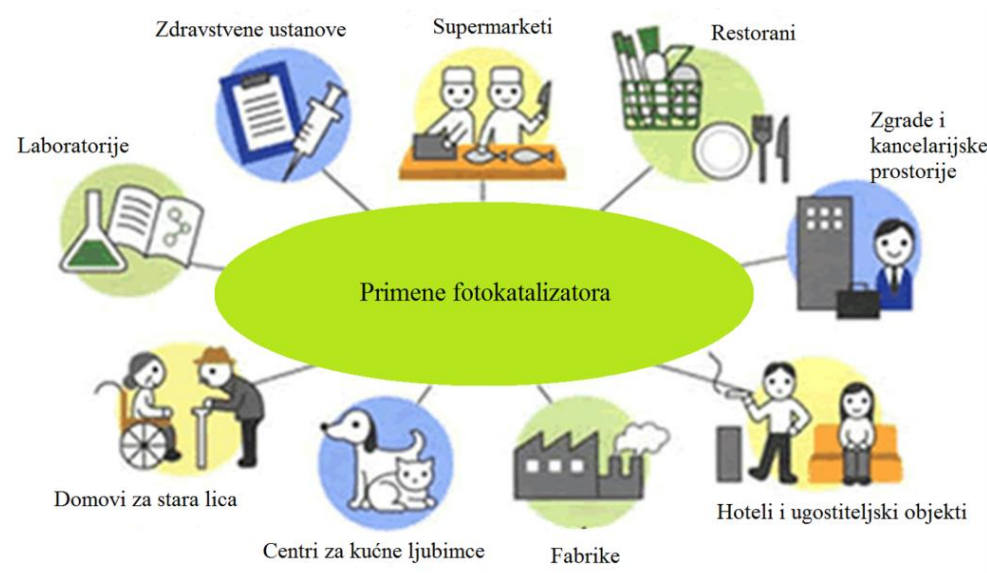 Zdravstvene ustanove
Supermarketi
Restorani
Zgrade i
kancelarijske
prostorije
Laboratorije
Primene fotokatalizatora
Domovi za stara lica
Centri za kućne ljubimce
Fabrike
Hoteli i ugostiteljski objekti